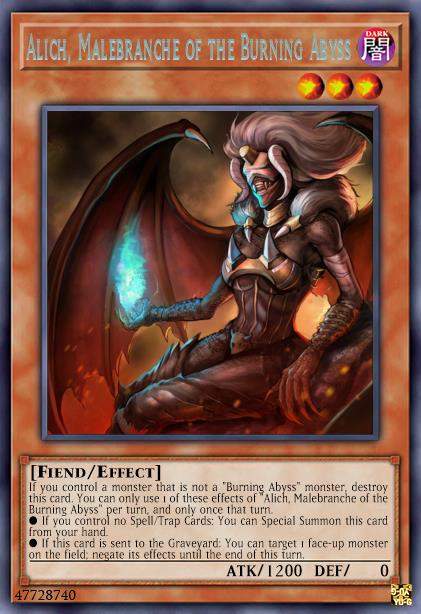 Alich, Malebranche of the Burning Abyss
DARK
闇
[Fiend/Effect]
If you control a monster that is not a "Burning Abyss" monster, destroy
this card. You can only use 1 of these effects of "Alich, Malebranche of the
Burning Abyss" per turn, and only once that turn.
● If you control no Spell/Trap Cards: You can Special Summon this card
from your hand.
● If this card is sent to the Graveyard: You can target 1 face-up monster
on the field; negate its effects until the end of this turn.
ATK/1200 DEF/ 0
47728740